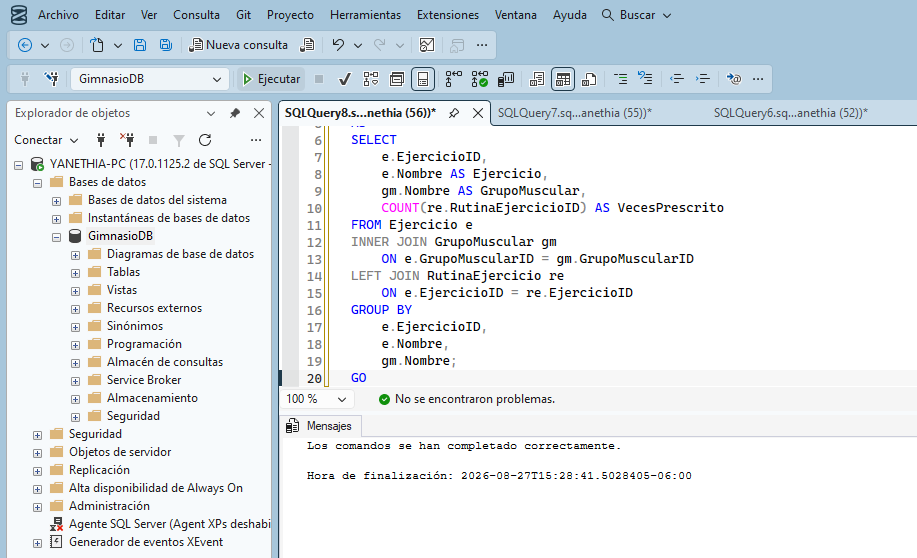 Archivo Editar Ver Consulta Git Proyecto Herramientas Extensiones Ventana Ayuda Buscar
Nueva consulta
GimnasioDB Ejecutar
Explorador de objetos
Conectar
YANETHIA-PC (17.0.1125.2 de SQL Server -
Bases de datos
Bases de datos del sistema
Instantáneas de bases de datos
GimnasioDB
Diagramas de base de datos
Tablas
Vistas
Recursos externos
Sinónimos
Programación
Almacén de consultas
Service Broker
Almacenamiento
Seguridad
Seguridad
Objetos de servidor
Replicación
Alta disponibilidad de Always On
Administración
Agente SQL Server (Agent XPs deshabi
Generador de eventos XEvent
SQLQuery8.s...nethia (56))* SQLQuery7.sq...anethia (55))* SQLQuery6.sq...anethia (52))*
6 SELECT
7 e.EjercicioID,
8 e.Nombre AS Ejercicio,
9 gm.Nombre AS GrupoMuscular,
10 COUNT(re.RutinaEjercicioID) AS VecesPrescrito
11 FROM Ejercicio e
12 INNER JOIN GrupoMuscular gm
13 ON e.GrupoMuscularID = gm.GrupoMuscularID
14 LEFT JOIN RutinaEjercicio re
15 ON e.EjercicioID = re.EjercicioID
16 GROUP BY
17 e.EjercicioID,
18 e.Nombre,
19 gm.Nombre;
20 GO
100 % No se encontraron problemas.
Mensajes
Los comandos se han completado correctamente.
Hora de finalización: 2026-08-27T15:28:41.5028405-06:00